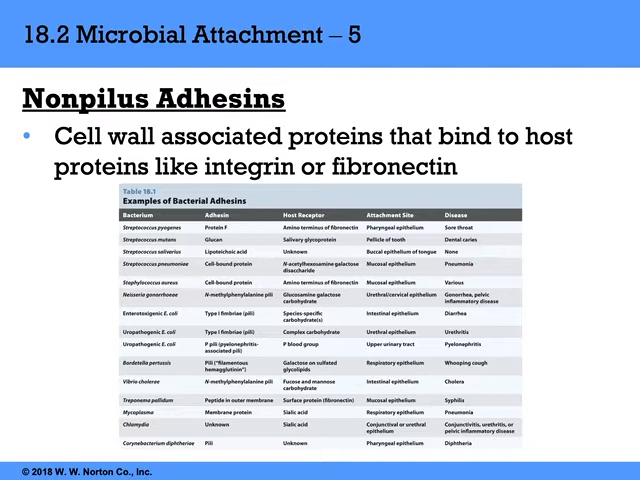 18.2 Microbial Attachment – 5
Nonpilus Adhesins
• Cell wall associated proteins that bind to host
proteins like integrin or fibronectin
Table 18.1
Examples of Bacterial Adhesins
Bacterium Adhesin Host Receptor Attachment Site Disease
Streptococcus pyogenes Protein F Amino terminus of fibronectin Pharyngeal epithelium Sore throat
Streptococcus mutans Glucan Salivary glycoprotein Pellicle of tooth Dental caries
Streptococcus salivarius Lipoteichoic acid Unknown Buccal epithelium of tongue None
Streptococcus pneumoniae Cell-bound protein N-acetylhexosamine galactose Mucosal epithelium Pneumonia
disaccharide
Staphylococcus aureus Cell-bound protein Amino terminus of fibronectin Mucosal epithelium Various
Neisseria gonorrhoeae N-methylphenylalanine pili Glucosamine galactose Urethral/cervical epithelium Gonorrhea, pelvic
carbohydrate inflammatory disease
Enterotoxigenic E. coli Type I fimbriae (pili) Species-specific Intestinal epithelium Diarrhea
carbohydrate(s)
Uropathogenic E. coli Type I fimbriae (pili) Complex carbohydrate Urethral epithelium Urethritis
Uropathogenic E. coli P pili (pyelonephritis- P blood group Upper urinary tract Pyelonephritis
associated pili)
Bordetella pertussis Pili ("filamentous Galactose on sulfated Respiratory epithelium Whooping cough
hemagglutinin") glycolipids
Vibrio cholerae N-methylphenylalanine pili Fucose and mannose Intestinal epithelium Cholera
carbohydrate
Treponema pallidum Peptide in outer membrane Surface protein (fibronectin) Mucosal epithelium Syphilis
Mycoplasma Membrane protein Sialic acid Respiratory epithelium Pneumonia
Chlamydia Unknown Sialic acid Conjunctival or urethral Conjunctivitis, urethritis, or
epithelium pelvic inflammatory disease
Corynebacterium diphtheriae Pili Unknown Pharyngeal epithelium Diphtheria
© 2018 W. W. Norton Co., Inc.